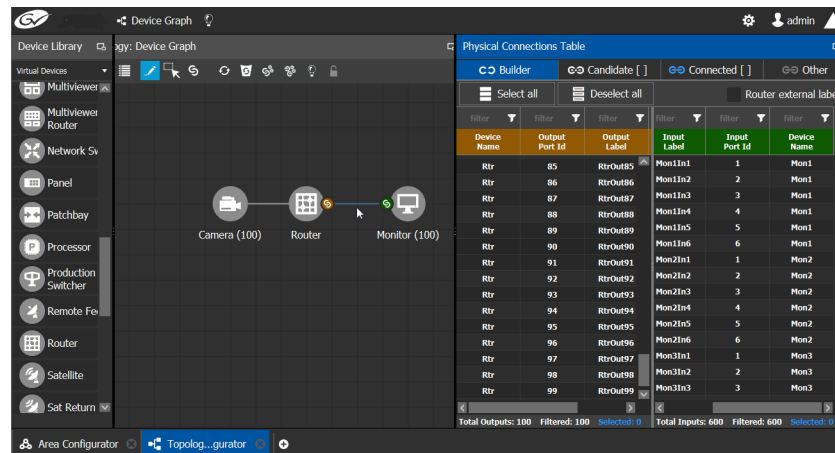 Device Graph
admin
Device Library
gy: Device Graph
Physical Connections Table
Virtual Devices
Multiviewer
Multiviewer
Router
Network Sw
Panel
Patchbay
Processor
Production
Switcher
Remote Fe
Router
Satellite
Sat Return
Camera (100)
Router
Monitor (100)
Builder
Candidate [ ]
Connected [ ]
Other
Select all
Deselect all
Router external labe
filter filter filter filter filter filter
Device Name Output Port Id Output Label Input Label Input Port Id Device Name
Rtr 85 RtrOut85 Mon1In1 1 Mon1
Rtr 86 RtrOut86 Mon1In2 2 Mon1
Rtr 87 RtrOut87 Mon1In3 3 Mon1
Rtr 88 RtrOut88 Mon1In4 4 Mon1
Rtr 89 RtrOut89 Mon1In5 5 Mon1
Rtr 90 RtrOut90 Mon1In6 6 Mon1
Rtr 91 RtrOut91 Mon2In1 1 Mon2
Rtr 92 RtrOut92 Mon2In2 2 Mon2
Rtr 93 RtrOut93 Mon2In3 3 Mon2
Rtr 94 RtrOut94 Mon2In4 4 Mon2
Rtr 95 RtrOut95 Mon2In5 5 Mon2
Rtr 96 RtrOut96 Mon2In6 6 Mon2
Rtr 97 RtrOut97 Mon3In1 1 Mon3
Rtr 98 RtrOut98 Mon3In2 2 Mon3
Rtr 99 RtrOut99 Mon3In3 3 Mon3
Total Outputs: 100 Filtered: 100 Selected: 0 Total Inputs: 600 Filtered: 600 Selected: 0
Area Configurator
Topolog...gurator